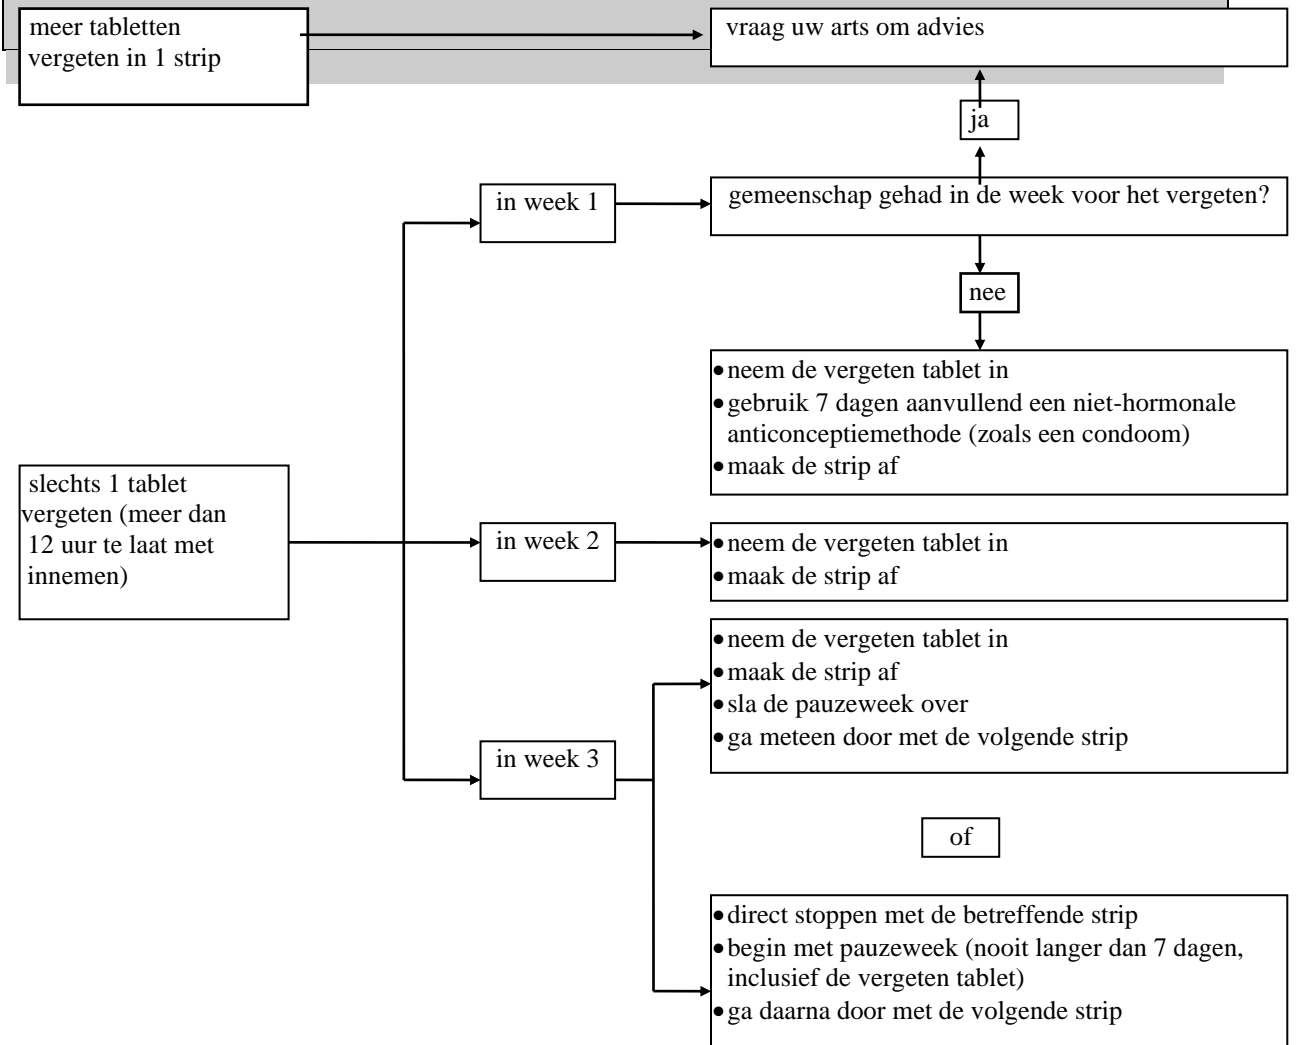 meer tabletten
vergeten in 1 strip
vraag uw arts om advies
ja
in week 1
gemeenschap gehad in de week voor het vergeten?
nee
•neem de vergeten tablet in
•gebruik 7 dagen aanvullend een niet-hormonale
anticonceptiemethode (zoals een condoom)
•maak de strip af
slechts 1 tablet
vergeten (meer dan
12 uur te laat met
innemen)
in week 2
•neem de vergeten tablet in
•maak de strip af
•neem de vergeten tablet in
•maak de strip af
•sla de pauzeweek over
•ga meteen door met de volgende strip
in week 3
of
•direct stoppen met de betreffende strip
•begin met pauzeweek (nooit langer dan 7 dagen,
inclusief de vergeten tablet)
•ga daarna door met de volgende strip